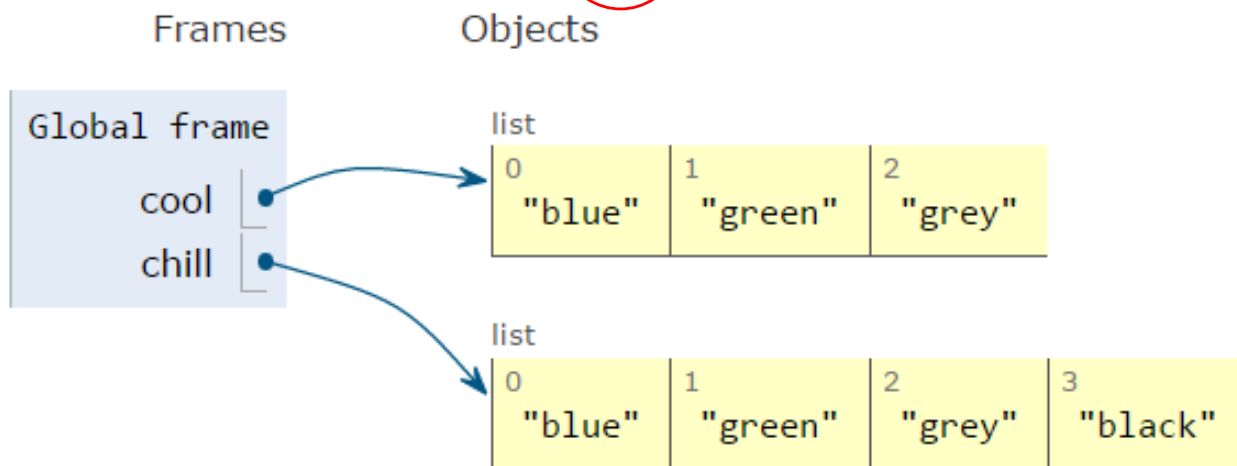 Frames Objects
Global frame
cool
chill
list
0 1 2
"blue" "green" "grey"
list
0 1 2 3
"blue" "green" "grey" "black"